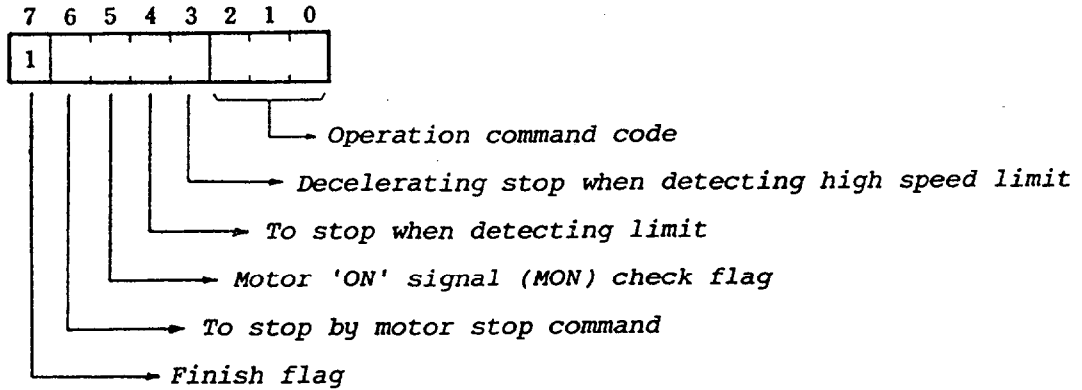 7 6 5 4 3 2 1 0
1
Operation command code
Decelerating stop when detecting high speed limit
To stop when detecting limit
Motor 'ON' signal (MON) check flag
To stop by motor stop command
Finish flag